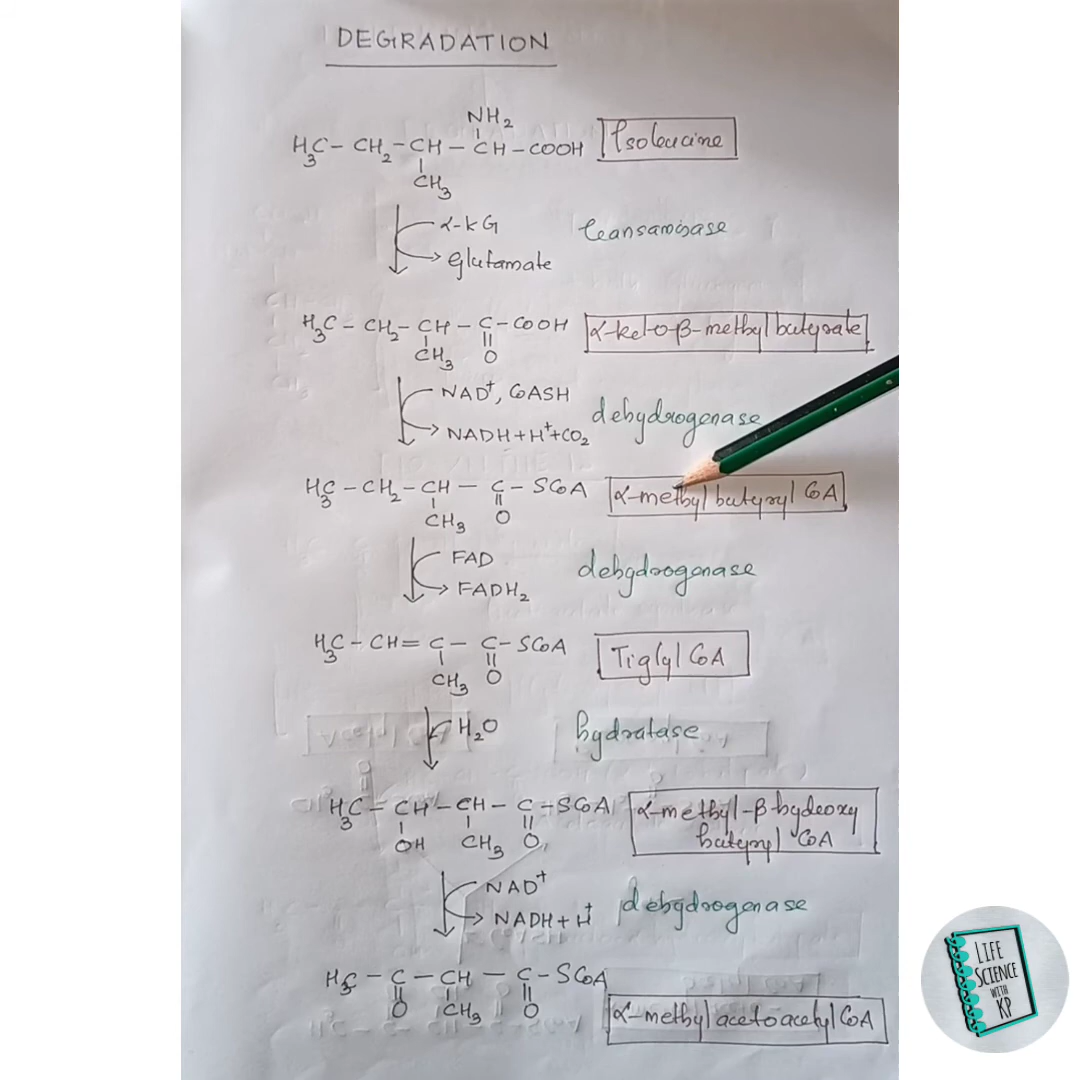 DEGRADATION
NH2
H3C - CH2 - CH - CH - COOH Isoleucine
CH3
α-KG transaminase
Glutamate
H3C - CH2 - CH - C - COOH α-keto-β-methyl butyrate
CH3 O
NAD+, CoASH
dehydrogenase
NADH + H+ + CO2
H3C - CH2 - CH - C - SCoA α-methyl butyryl CoA
CH3 O
FAD
dehydrogenase
FADH2
H3C - CH = C - C - SCoA Tiglyl CoA
CH3 O
H2O hydratase
H3C - CH - CH - C - SCoA α-methyl-β-hydroxy
OH CH3 O butyryl CoA
NAD+
dehydrogenase
NADH + H+
H3C - C - CH - C - SCoA
O CH3 O α-methyl acetoacetyl CoA
LIFE
SCIENCE
WITH
KP